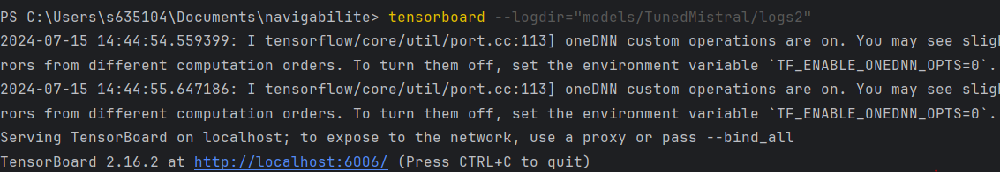 PS C:\Users\s635104\Documents\navigabilite> tensorboard --logdir="models/TunedMistral/logs2"
2024-07-15 14:44:54.559399: I tensorflow/core/util/port.cc:113] oneDNN custom operations are on. You may see sligh
rors from different computation orders. To turn them off, set the environment variable `TF_ENABLE_ONEDNN_OPTS=0`.
2024-07-15 14:44:55.647186: I tensorflow/core/util/port.cc:113] oneDNN custom operations are on. You may see sligh
rors from different computation orders. To turn them off, set the environment variable `TF_ENABLE_ONEDNN_OPTS=0`.
Serving TensorBoard on localhost; to expose to the network, use a proxy or pass --bind_all
TensorBoard 2.16.2 at http://localhost:6006/ (Press CTRL+C to quit)